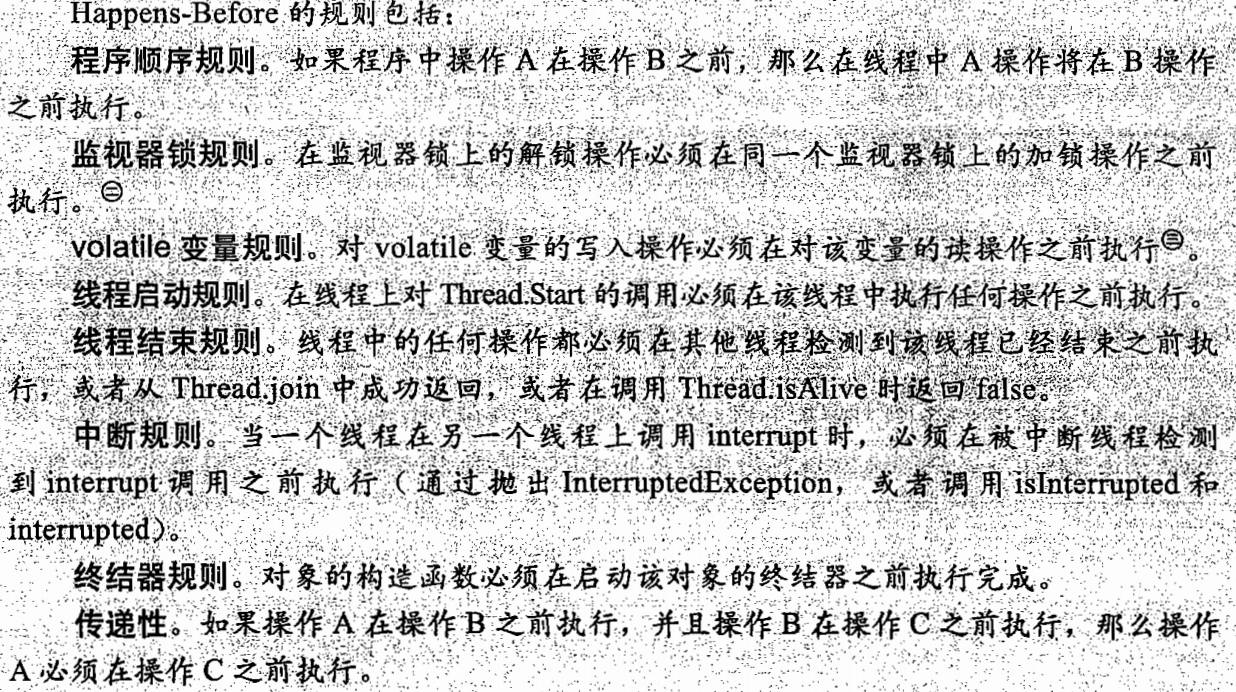 Happens-Before 的规则包括：
程序顺序规则。如果程序中操作 A 在操作 B 之前，那么在线程中 A 操作将在 B 操作
之前执行。
监视器锁规则。在监视器锁上的解锁操作必须在同一个监视器锁上的加锁操作之前
执行。㊁
volatile 变量规则。对 volatile 变量的写入操作必须在对该变量的读操作之前执行㊂。
线程启动规则。在线程上对 Thread.Start 的调用必须在该线程中执行任何操作之前执行。
线程结束规则。线程中的任何操作都必须在其他线程检测到该线程已经结束之前执
行，或者从 Thread.join 中成功返回，或者在调用 Thread.isAlive 时返回 false。
中断规则。当一个线程在另一个线程上调用 interrupt 时，必须在被中断线程检测
到 interrupt 调用之前执行（通过抛出 InterruptedException，或者调用 isInterrupted 和
interrupted）。
终结器规则。对象的构造函数必须在启动该对象的终结器之前执行完成。
传递性。如果操作 A 在操作 B 之前执行，并且操作 B 在操作 C 之前执行，那么操作
A 必须在操作 C 之前执行。